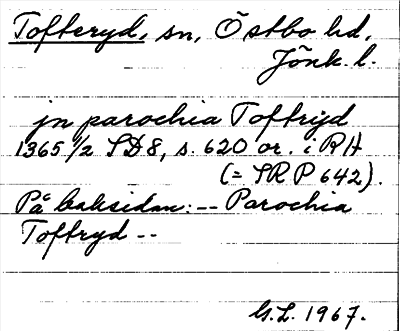 Tofteryd, sn, Östbo hd,
Jönk. l.
jn parochia Toftrijd
1365 1/2 SD 8, s. 620 or. i RA
(= SRP 642).
På baksidan: -- Parochia
Toftryd --
G.L. 1967.